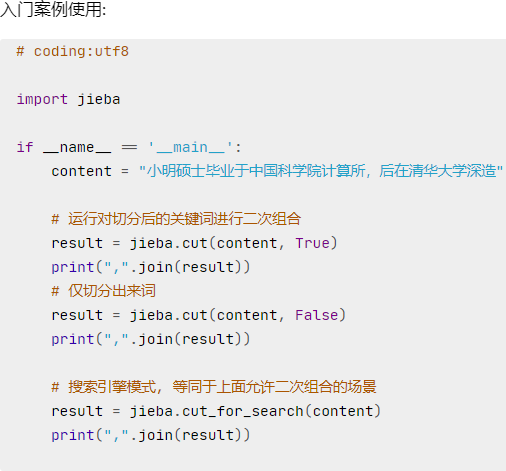 入门案例使用:
# coding:utf8
import jieba
if __name__ == '__main__':
    content = "小明硕士毕业于中国科学院计算所，后在清华大学深造"
    # 运行对切分后的关键词进行二次组合
    result = jieba.cut(content, True)
    print(",".join(result))
    # 仅切分出来词
    result = jieba.cut(content, False)
    print(",".join(result))
    # 搜索引擎模式, 等同于上面允许二次组合的场景
    result = jieba.cut_for_search(content)
    print(",".join(result))